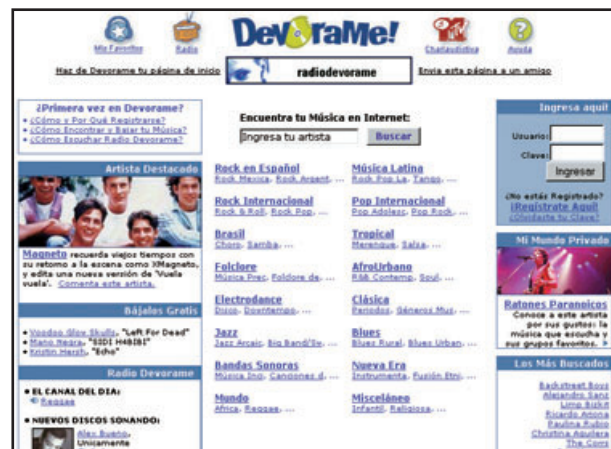 Mis Favoritos
Radio
DevoraMe!
Charlaudistica
Ayuda
Haz de Devorame tu página de inicio
radiodevorame
Envia esta página a un amigo
¿Primera vez en Devorame?
• ¿Cómo y Por Qué Registrarse?
• ¿Cómo Encontrar y Bajar tu Música?
• ¿Cómo Escuchar Radio Devorame?
Artista Destacado
Magneto recuerda viejos tiempos con
su retorno a la escena como XMagneto,
y edita una nueva versión de 'Vuela
vuela'. Comenta este artista.
Bájalos Gratis
• Voodoo Glow Skulls, "Left For Dead"
• Mano Negra, "SIDI H4BIBI"
• Kristin Hersh, "Echo"
Radio Devorame
• EL CANAL DEL DIA:
Reggae
• NUEVOS DISCOS SONANDO:
Alex Bueno,
Unicamente
Encuentra tu Música en Internet:
Ingresa tu artista
Buscar
Rock en Español
Rock Mexica, Rock Argent, ...
Música Latina
Rock Pop La, Tango, ...
Rock Internacional
Rock & Roll, Rock Pop, ...
Pop Internacional
Pop Adolesc, Pop Rock, ...
Brasil
Choro, Samba, ...
Tropical
Merengue, Salsa, ...
Folclore
Música Prec, Folclore de, ...
AfroUrbano
R&B Contemp, Soul, ...
Electrodance
Disco, Downtempo, ...
Clásica
Periodos, Géneros Mus, ...
Jazz
Jazz Arcaic, Big Band/Sw, ...
Blues
Blues Rural, Blues Urban, ...
Bandas Sonoras
Música Ino, Canciones d, ...
Nueva Era
Instrumenta, Fusión Etni, ...
Mundo
Africa, Reggae, ...
Misceláneo
Infantil, Religiosa, ...
Ingresa aquí!
Usuario:
Clave:
Ingresar
¿No estás Registrado?
¡Regístrate Aquí!
¿Olvidaste tu Clave?
Mi Mundo Privado
Ratones Paranoicos
Conoce a este artista
por sus gustos: la
música que escucha y
sus grupos favoritos.
Los Más Buscados
Backstreet Boys
Alejandro Sanz
Limp Bizkit
Ricardo Arjona
Paulina Rubio
Christina Aguilera
The Corrs